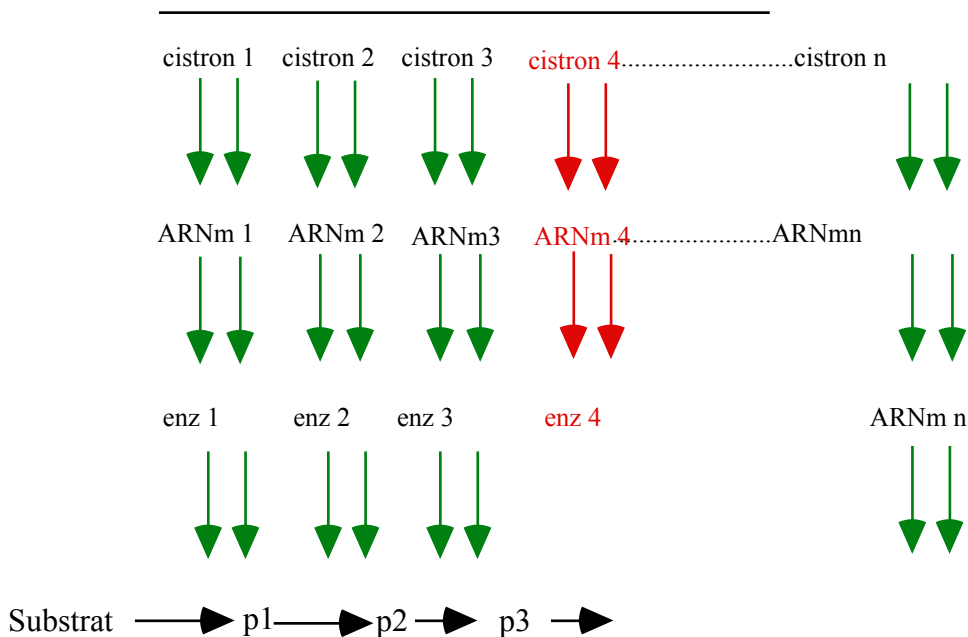 cistron 1 cistron 2 cistron 3 cistron 4.......................cistron n
ARNm 1 ARNm 2 ARNm3 ARNm 4......................ARNmn
enz 1 enz 2 enz 3 enz 4 ARNm n
Substrat p1 p2 p3